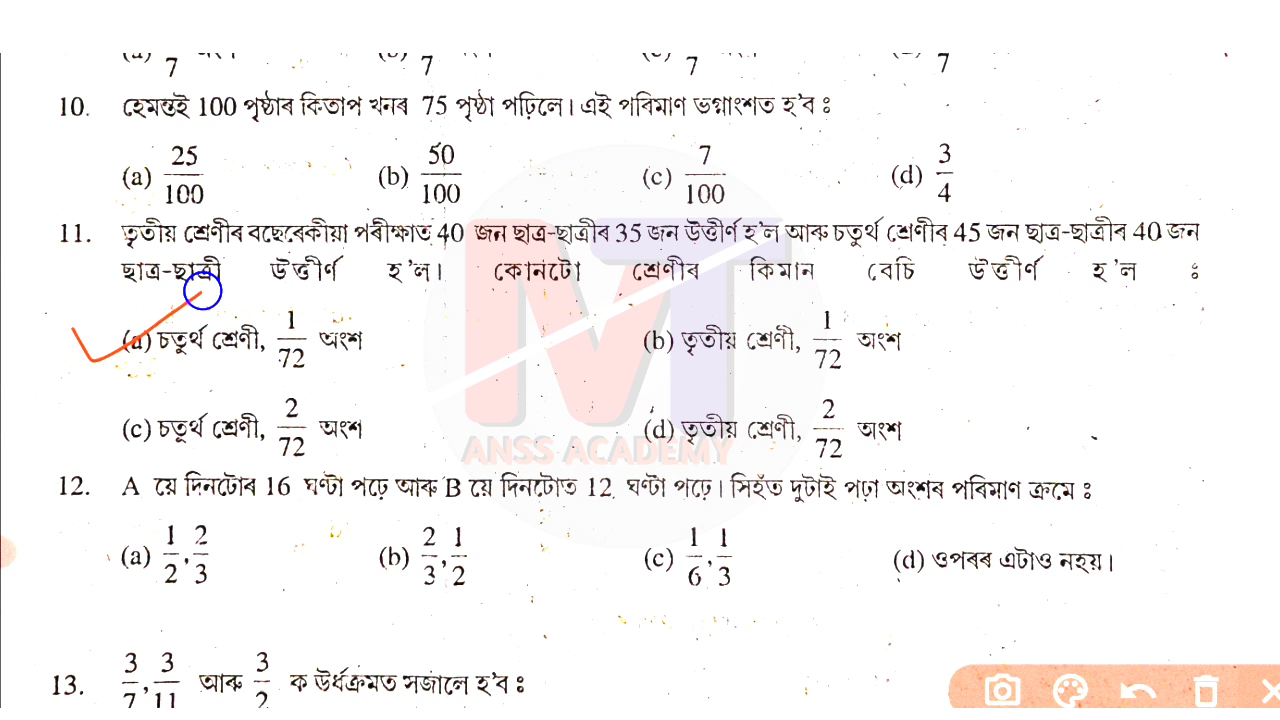 7 7 7 7
10. হেমন্তই 100 পৃষ্ঠাৰ কিতাপ খনৰ 75 পৃষ্ঠা পঢ়িলে। এই পৰিমাণ ভগ্নাংশত হ'ব ঃ
(a) 25/100 (b) 50/100 (c) 7/100 (d) 3/4
11. তৃতীয় শ্ৰেণীৰ বছেৰেকীয়া পৰীক্ষাত 40 জন ছাত্ৰ-ছাত্ৰীৰ 35 জন উত্তীৰ্ণ হ'ল আৰু চতুৰ্থ শ্ৰেণীৰ 45 জন ছাত্ৰ-ছাত্ৰীৰ 40 জন
ছাত্ৰ-ছাত্ৰী উত্তীৰ্ণ হ'ল। কোনটো শ্ৰেণীৰ কিমান বেচি উত্তীৰ্ণ হ'ল ঃ
(a) চতুৰ্থ শ্ৰেণী, 1/72 অংশ (b) তৃতীয় শ্ৰেণী, 1/72 অংশ
(c) চতুৰ্থ শ্ৰেণী, 2/72 অংশ (d) তৃতীয় শ্ৰেণী, 2/72 অংশ
ANSS ACADEMY
12. A য়ে দিনটোৰ 16 ঘণ্টা পঢ়ে আৰু B য়ে দিনটোত 12 ঘণ্টা পঢ়ে। সিহঁত দুটাই পঢ়া অংশৰ পৰিমাণ ক্ৰমে ঃ
(a) 1/2, 2/3 (b) 2/3, 1/2 (c) 1/6, 1/3 (d) ওপৰৰ এটাও নহয়।
13. 3/7, 3/11 আৰু 3/2 ক উৰ্ধক্ৰমত সজালে হ'ব ঃ